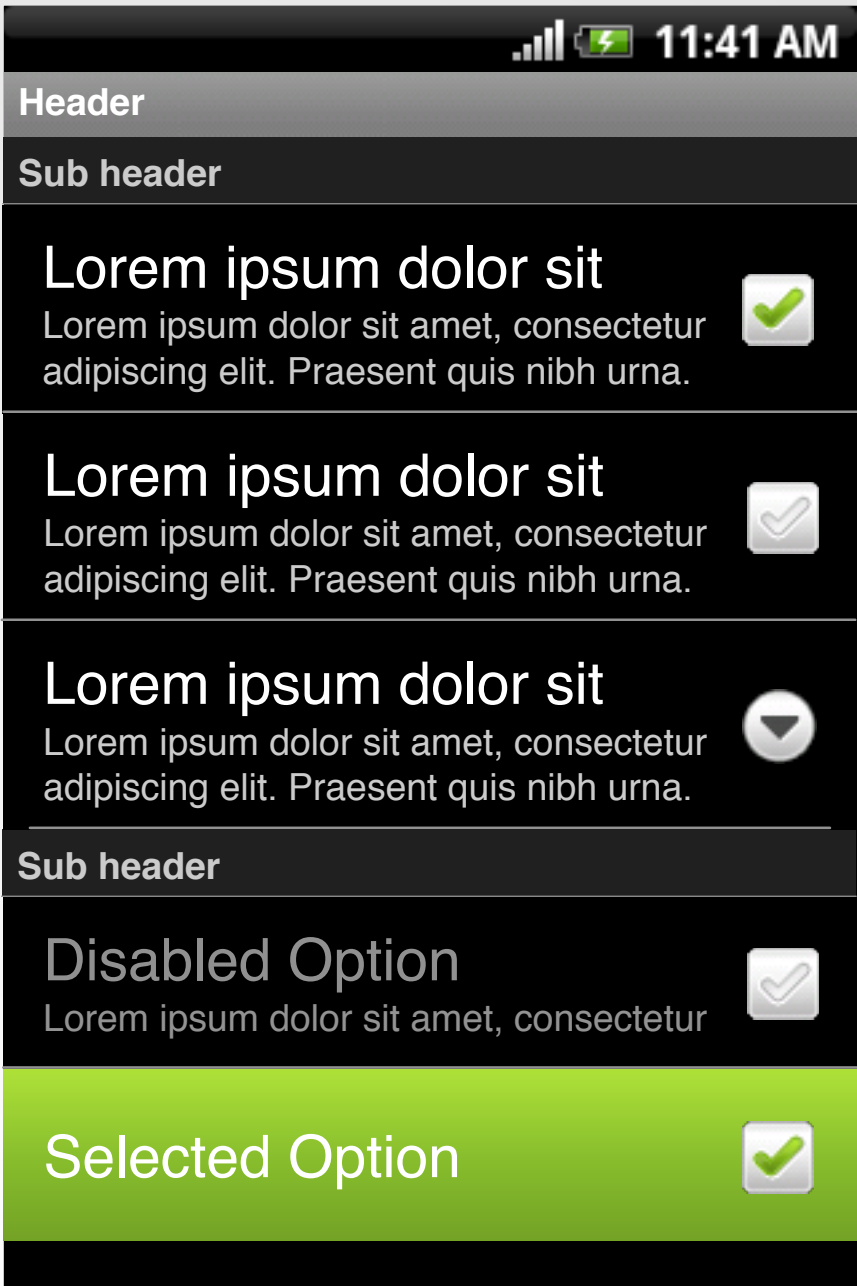 11:41 AM
Header
Sub header
Lorem ipsum dolor sit
Lorem ipsum dolor sit amet, consectetur
adipiscing elit. Praesent quis nibh urna.
Lorem ipsum dolor sit
Lorem ipsum dolor sit amet, consectetur
adipiscing elit. Praesent quis nibh urna.
Lorem ipsum dolor sit
Lorem ipsum dolor sit amet, consectetur
adipiscing elit. Praesent quis nibh urna.
Sub header
Disabled Option
Lorem ipsum dolor sit amet, consectetur
Selected Option